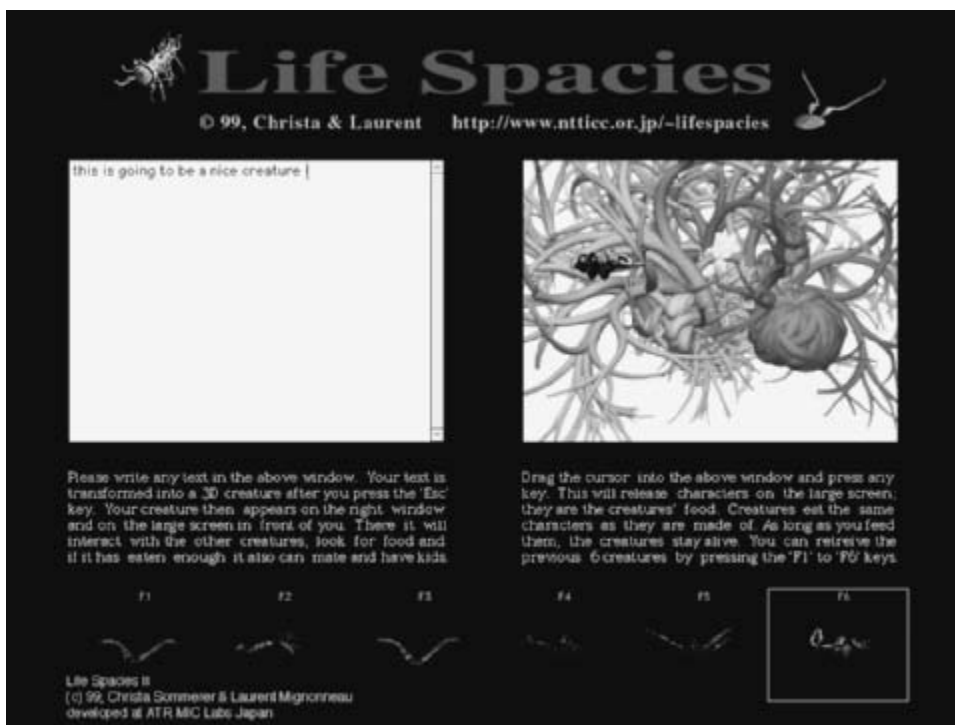 Life Spacies
© 99, Christa & Laurent http://www.ntticc.or.jp/~lifespacies
this is going to be a nice creature !
Please write any text in the above window. Your text is
transformed into a 3D creature after you press the 'Esc'
key. Your creature then appears on the right window
and on the large screen in front of you. There it will
interact with the other creatures, look for food and
if it has eaten enough it also can mate and have kids.
Drag the cursor into the above window and press any
key. This will release characters on the large screen;
they are the creatures' food. Creatures eat the same
characters as they are made of. As long as you feed
them, the creatures stay alive. You can retreive the
previous 6 creatures by pressing the 'F1' to 'F6' keys.
F1 F2 F3 F4 F5 F6
Life Spacies II
(c) 99, Christa Sommerer & Laurent Mignonneau
developed at ATR MIC Labs Japan